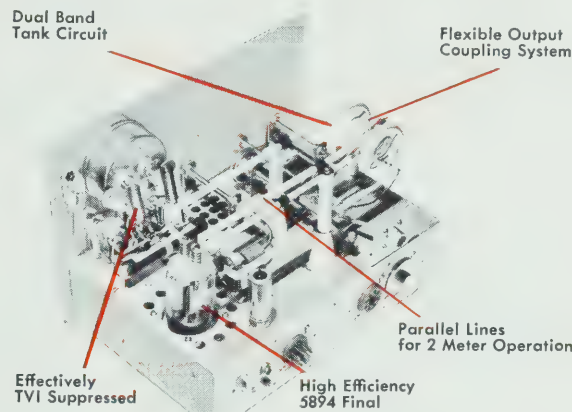 Dual Band
Tank Circuit
Flexible Output
Coupling System
Parallel Lines
for 2 Meter Operation
Effectively
TVI Suppressed
High Efficiency
5894 Final